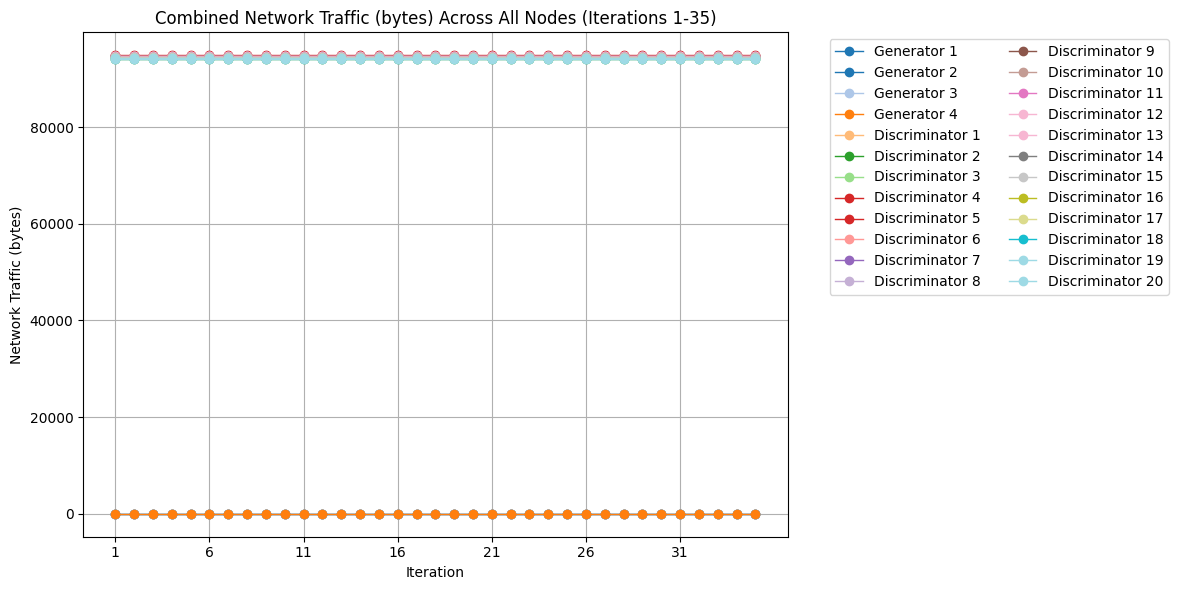 Combined Network Traffic (bytes) Across All Nodes (Iterations 1-35)
Network Traffic (bytes)
80000
60000
40000
20000
0
1 6 11 16 21 26 31
Iteration
Generator 1
Generator 2
Generator 3
Generator 4
Discriminator 1
Discriminator 2
Discriminator 3
Discriminator 4
Discriminator 5
Discriminator 6
Discriminator 7
Discriminator 8
Discriminator 9
Discriminator 10
Discriminator 11
Discriminator 12
Discriminator 13
Discriminator 14
Discriminator 15
Discriminator 16
Discriminator 17
Discriminator 18
Discriminator 19
Discriminator 20